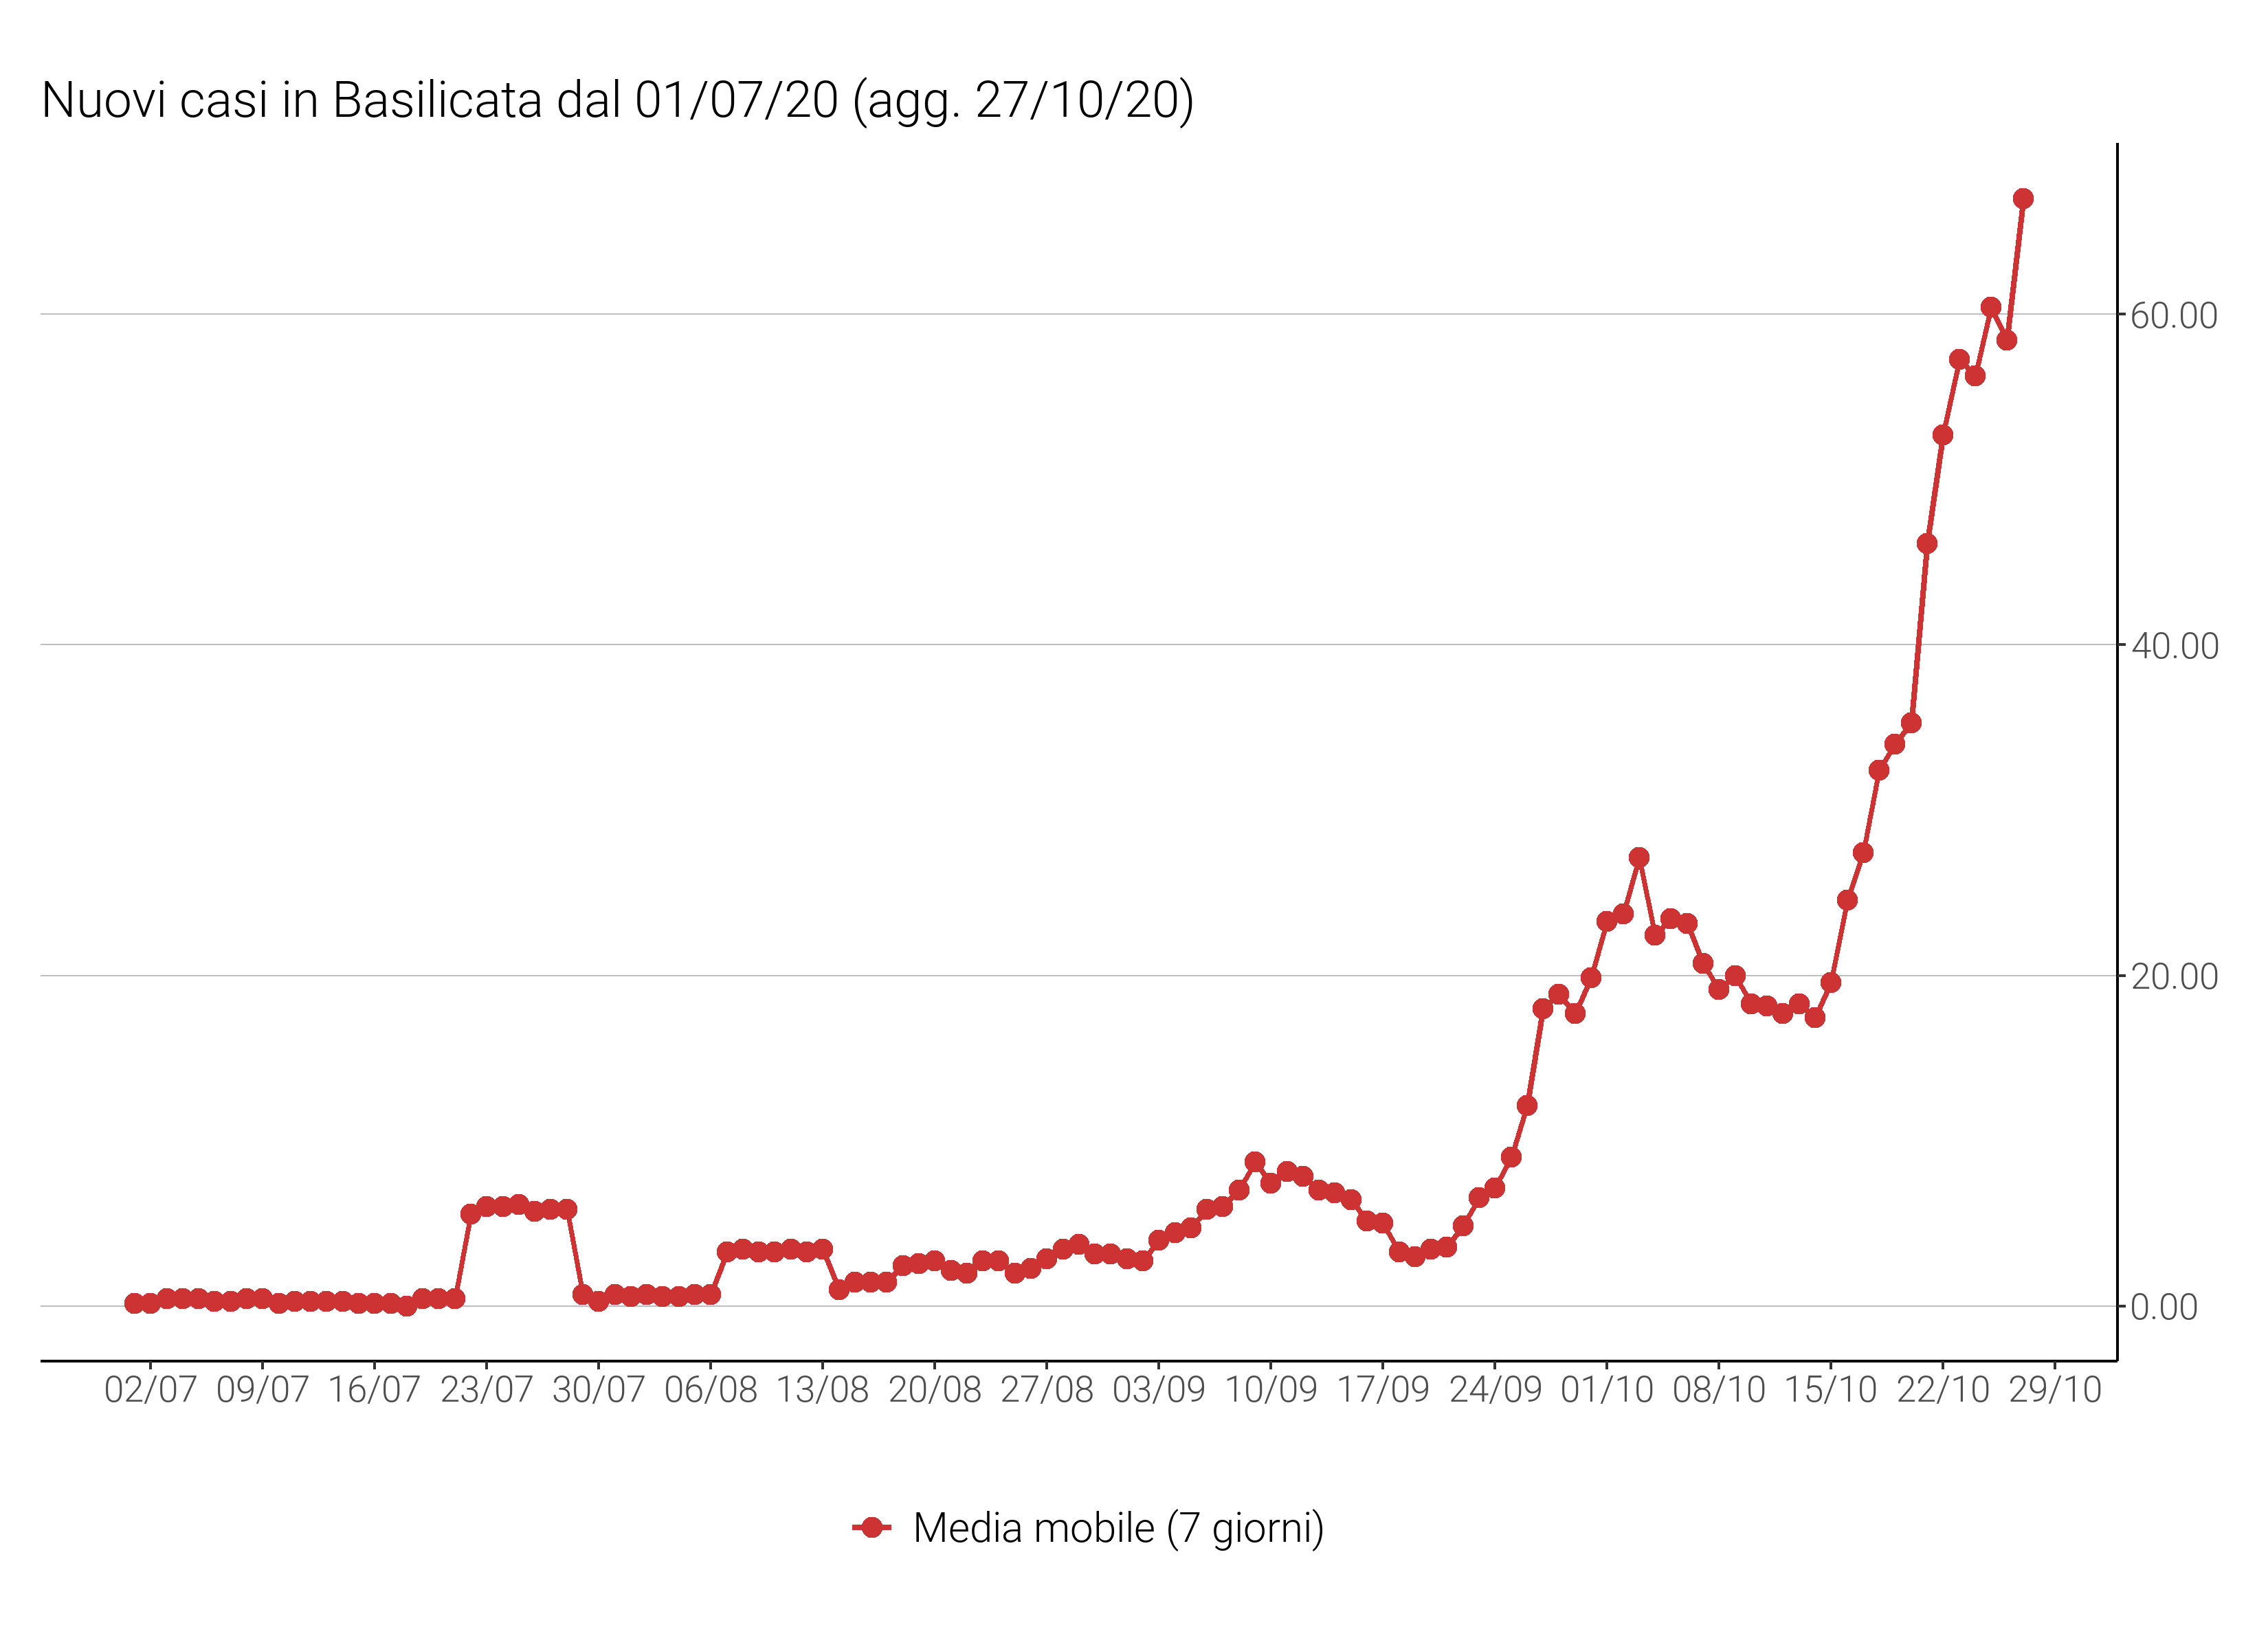 Nuovi casi in Basilicata dal 01/07/20 (agg. 27/10/20)
60.00
40.00
20.00
0.00
02/07 09/07 16/07 23/07 30/07 06/08 13/08 20/08 27/08 03/09 10/09 17/09 24/09 01/10 08/10 15/10 22/10 29/10
Media mobile (7 giorni)